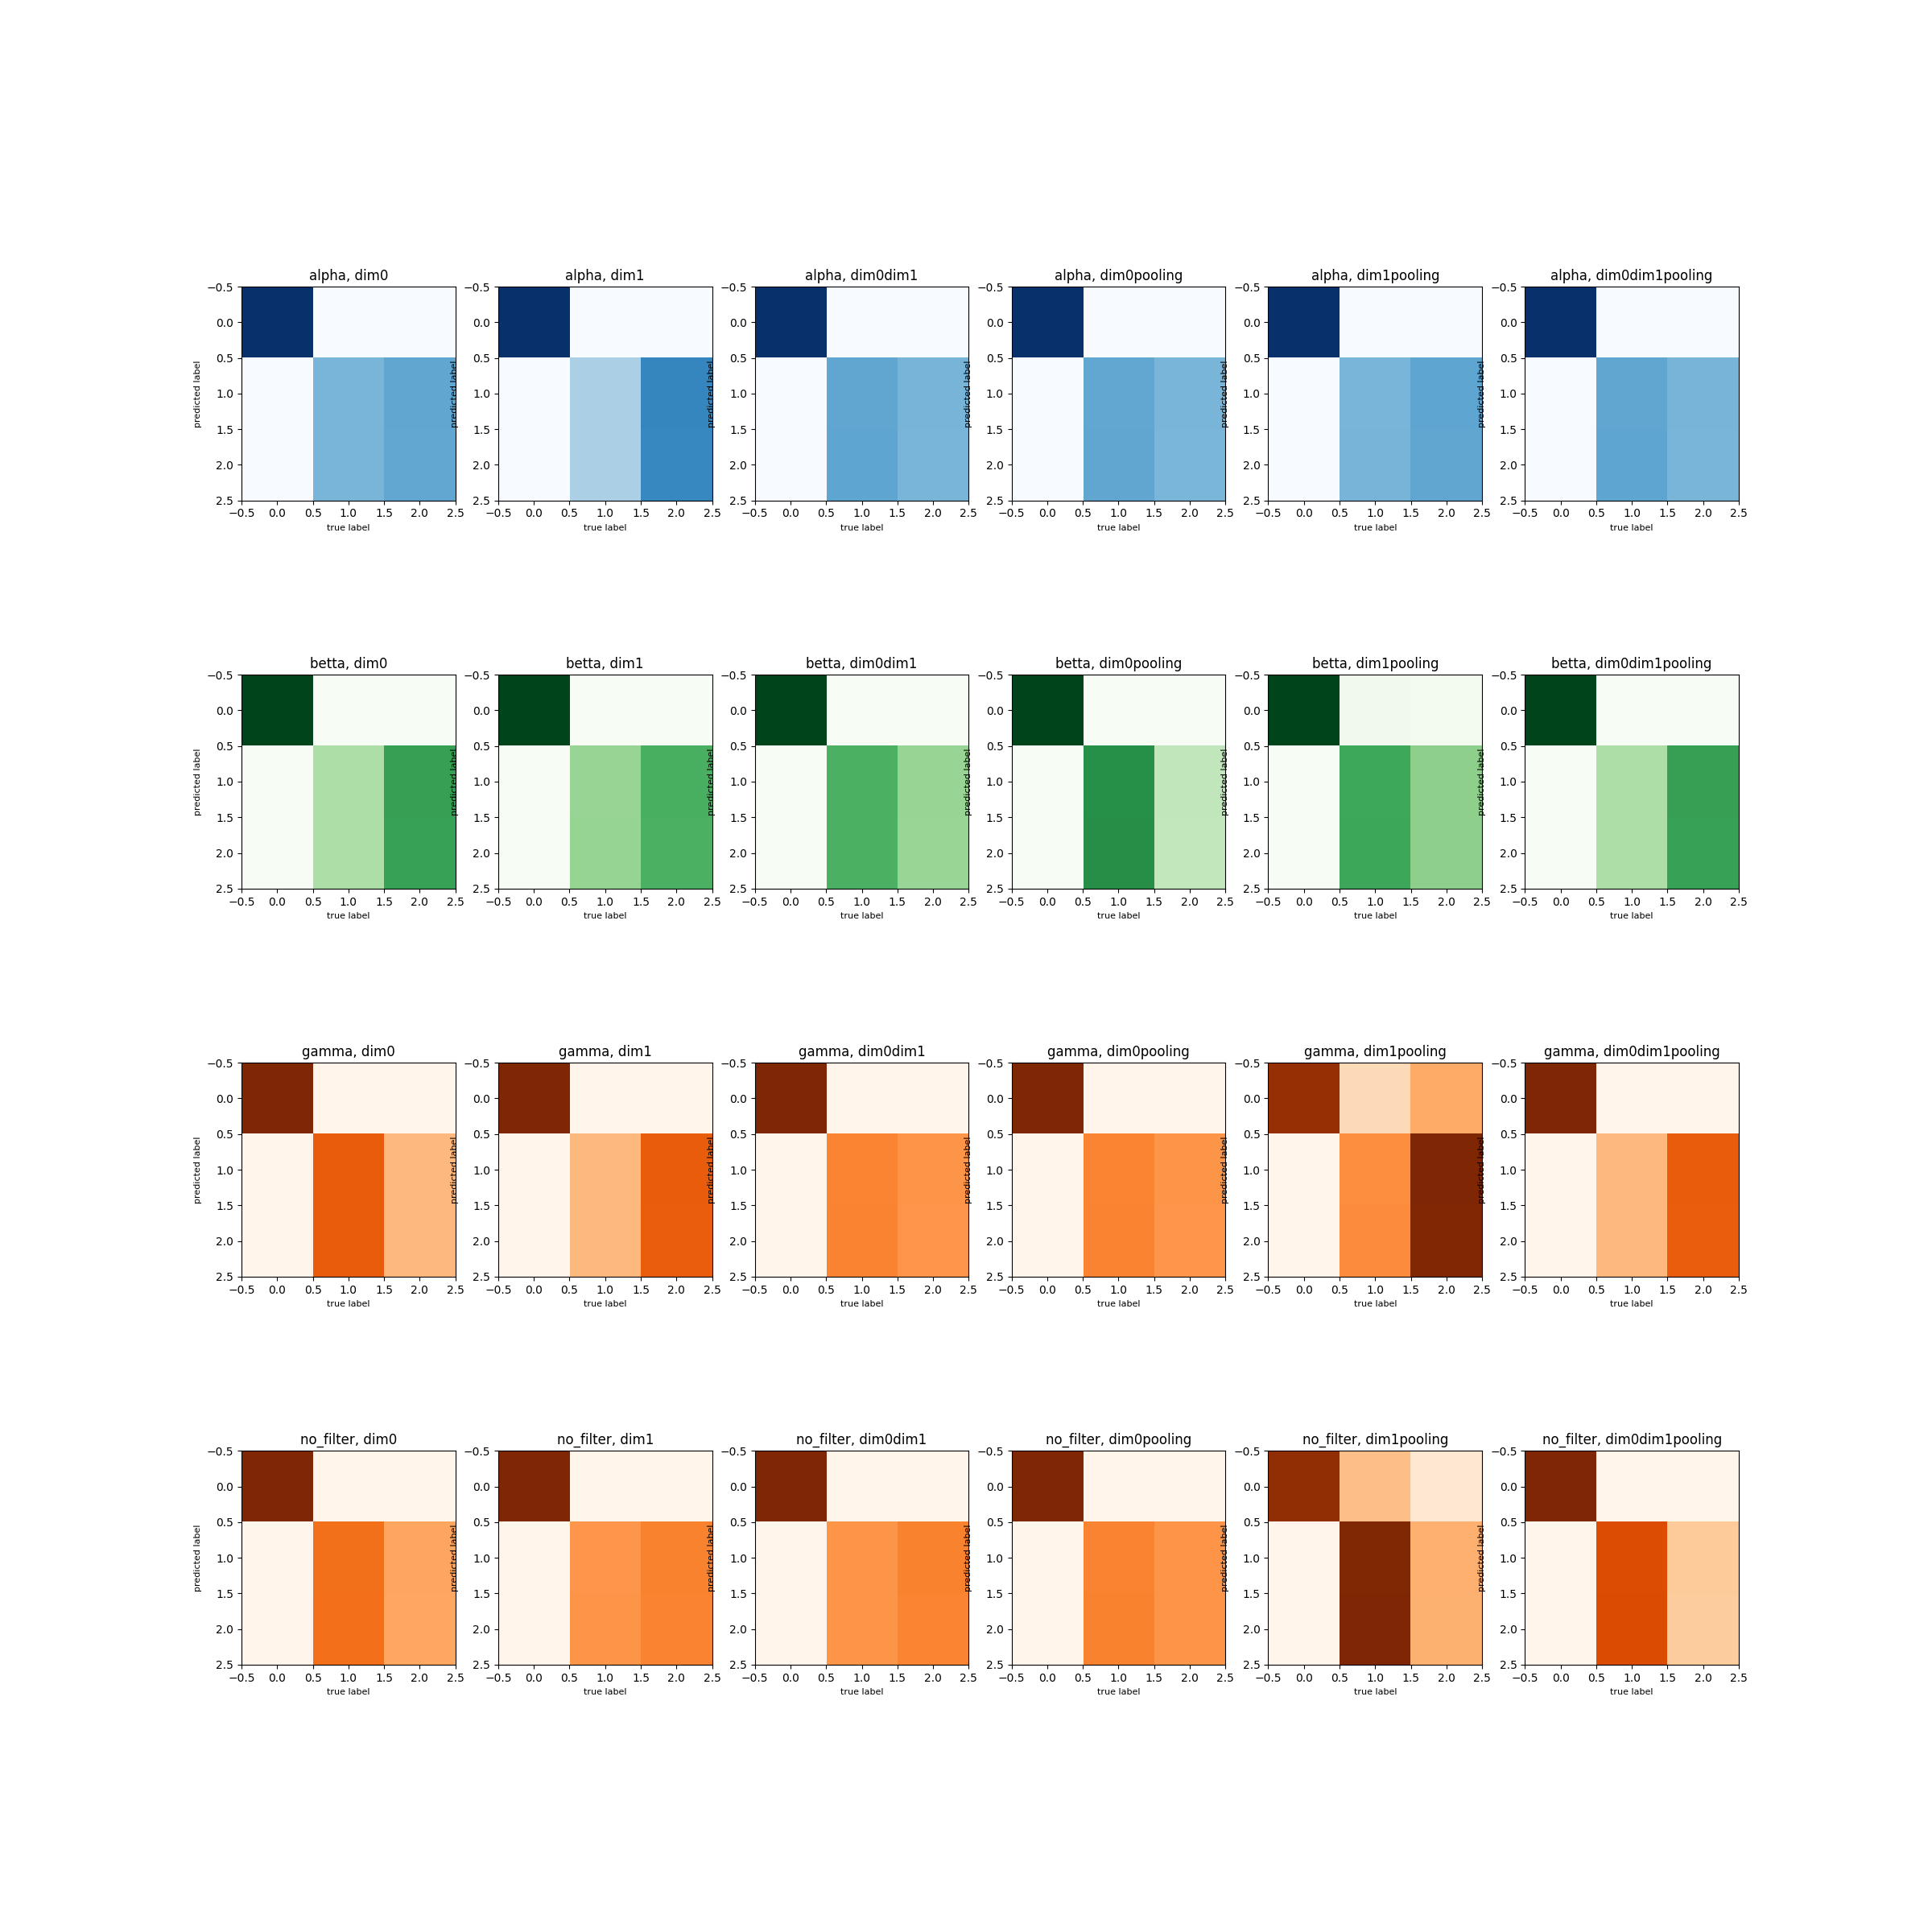 alpha, dim0 alpha, dim1 alpha, dim0dim1 alpha, dim0pooling alpha, dim1pooling alpha, dim0dim1pooling
−0.5 −0.5 −0.5 −0.5 −0.5 −0.5
0.0 0.0 0.0 0.0 0.0 0.0
0.5 0.5 0.5 0.5 0.5 0.5
predicted label predicted label predicted label predicted label predicted label predicted label
1.0 1.0 1.0 1.0 1.0 1.0
1.5 1.5 1.5 1.5 1.5 1.5
2.0 2.0 2.0 2.0 2.0 2.0
2.5 2.5 2.5 2.5 2.5 2.5
−0.5 0.0 0.5 1.0 1.5 2.0 2.5 −0.5 0.0 0.5 1.0 1.5 2.0 2.5 −0.5 0.0 0.5 1.0 1.5 2.0 2.5 −0.5 0.0 0.5 1.0 1.5 2.0 2.5 −0.5 0.0 0.5 1.0 1.5 2.0 2.5 −0.5 0.0 0.5 1.0 1.5 2.0 2.5
true label true label true label true label true label true label
betta, dim0 betta, dim1 betta, dim0dim1 betta, dim0pooling betta, dim1pooling betta, dim0dim1pooling
−0.5 −0.5 −0.5 −0.5 −0.5 −0.5
0.0 0.0 0.0 0.0 0.0 0.0
0.5 0.5 0.5 0.5 0.5 0.5
predicted label predicted label predicted label predicted label predicted label predicted label
1.0 1.0 1.0 1.0 1.0 1.0
1.5 1.5 1.5 1.5 1.5 1.5
2.0 2.0 2.0 2.0 2.0 2.0
2.5 2.5 2.5 2.5 2.5 2.5
−0.5 0.0 0.5 1.0 1.5 2.0 2.5 −0.5 0.0 0.5 1.0 1.5 2.0 2.5 −0.5 0.0 0.5 1.0 1.5 2.0 2.5 −0.5 0.0 0.5 1.0 1.5 2.0 2.5 −0.5 0.0 0.5 1.0 1.5 2.0 2.5 −0.5 0.0 0.5 1.0 1.5 2.0 2.5
true label true label true label true label true label true label
gamma, dim0 gamma, dim1 gamma, dim0dim1 gamma, dim0pooling gamma, dim1pooling gamma, dim0dim1pooling
−0.5 −0.5 −0.5 −0.5 −0.5 −0.5
0.0 0.0 0.0 0.0 0.0 0.0
0.5 0.5 0.5 0.5 0.5 0.5
predicted label predicted label predicted label predicted label predicted label predicted label
1.0 1.0 1.0 1.0 1.0 1.0
1.5 1.5 1.5 1.5 1.5 1.5
2.0 2.0 2.0 2.0 2.0 2.0
2.5 2.5 2.5 2.5 2.5 2.5
−0.5 0.0 0.5 1.0 1.5 2.0 2.5 −0.5 0.0 0.5 1.0 1.5 2.0 2.5 −0.5 0.0 0.5 1.0 1.5 2.0 2.5 −0.5 0.0 0.5 1.0 1.5 2.0 2.5 −0.5 0.0 0.5 1.0 1.5 2.0 2.5 −0.5 0.0 0.5 1.0 1.5 2.0 2.5
true label true label true label true label true label true label
no_filter, dim0 no_filter, dim1 no_filter, dim0dim1 no_filter, dim0pooling no_filter, dim1pooling no_filter, dim0dim1pooling
−0.5 −0.5 −0.5 −0.5 −0.5 −0.5
0.0 0.0 0.0 0.0 0.0 0.0
0.5 0.5 0.5 0.5 0.5 0.5
predicted label predicted label predicted label predicted label predicted label predicted label
1.0 1.0 1.0 1.0 1.0 1.0
1.5 1.5 1.5 1.5 1.5 1.5
2.0 2.0 2.0 2.0 2.0 2.0
2.5 2.5 2.5 2.5 2.5 2.5
−0.5 0.0 0.5 1.0 1.5 2.0 2.5 −0.5 0.0 0.5 1.0 1.5 2.0 2.5 −0.5 0.0 0.5 1.0 1.5 2.0 2.5 −0.5 0.0 0.5 1.0 1.5 2.0 2.5 −0.5 0.0 0.5 1.0 1.5 2.0 2.5 −0.5 0.0 0.5 1.0 1.5 2.0 2.5
true label true label true label true label true label true label